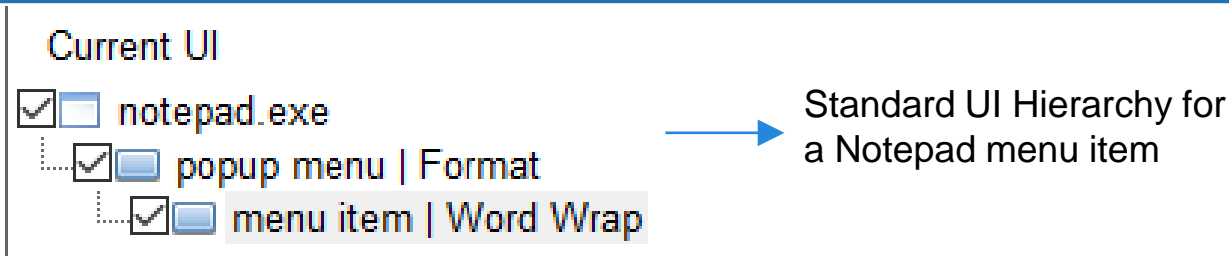 Current UI
notepad.exe
popup menu | Format
menu item | Word Wrap
Standard UI Hierarchy for
a Notepad menu item